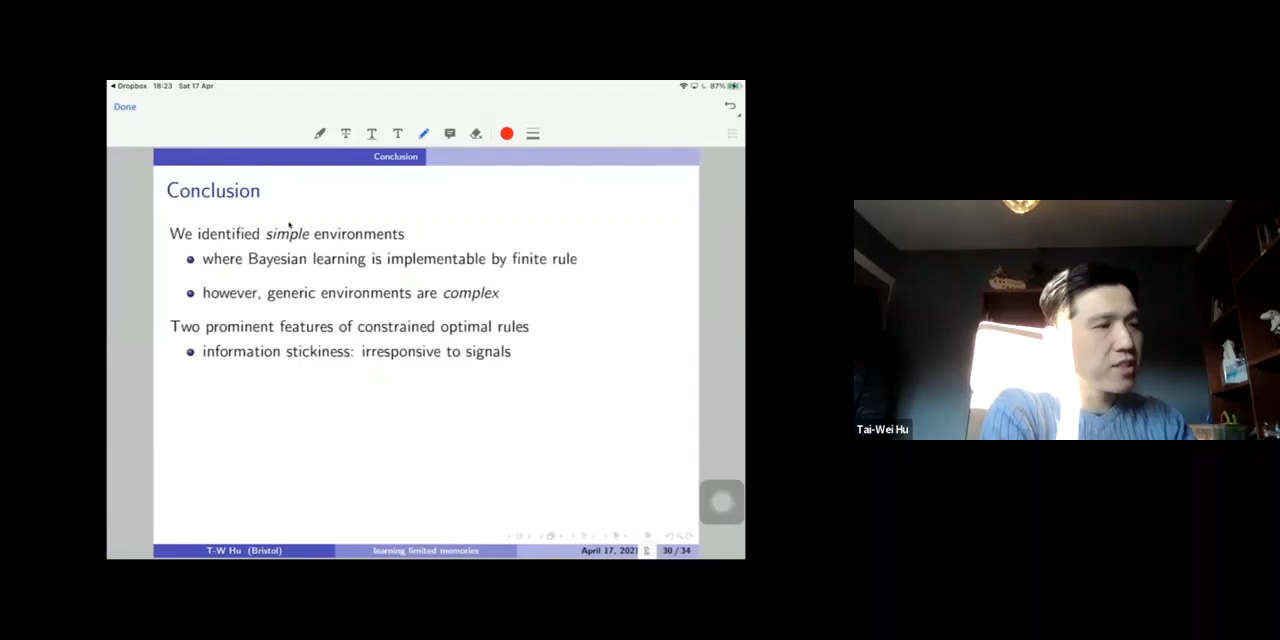 Dropbox 18:23 Sat 17 Apr 87%
Done
T T T
Conclusion
Conclusion
We identified simple environments
where Bayesian learning is implementable by finite rule
however, generic environments are complex
Two prominent features of constrained optimal rules
information stickiness: irresponsive to signals
T-W Hu (Bristol) learning limited memories April 17, 2021 30 / 34
Tai-Wei Hu